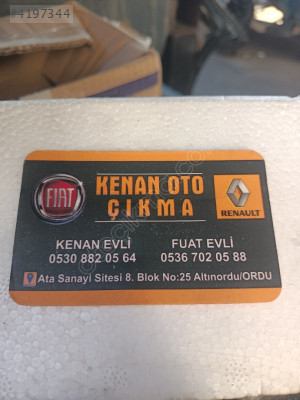 #4197344
KENAN OTO
ÇIKMA
FIAT
RENAULT
KENAN EVLİ
0530 882 05 64
FUAT EVLİ
0536 702 05 88
Ata Sanayi Sitesi 8. Blok No:25 Altınordu/ORDU